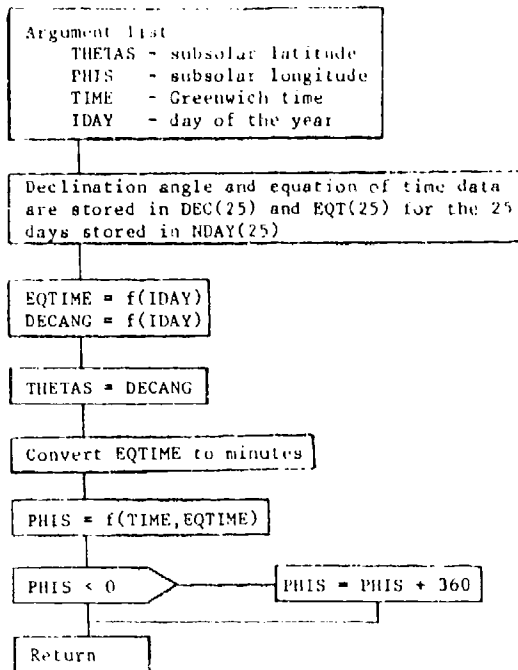 Argument list
THETAS - subsolar latitude
PHIS - subsolar longitude
TIME - Greenwich time
IDAY - day of the year
Declination angle and equation of time data
are stored in DEC(25) and EQT(25) for the 25
days stored in NDAY(25)
EQTIME = f(IDAY)
DECANG = f(IDAY)
THETAS = DECANG
Convert EQTIME to minutes
PHIS = f(TIME,EQTIME)
PHIS < 0
PHIS = PHIS + 360
Return